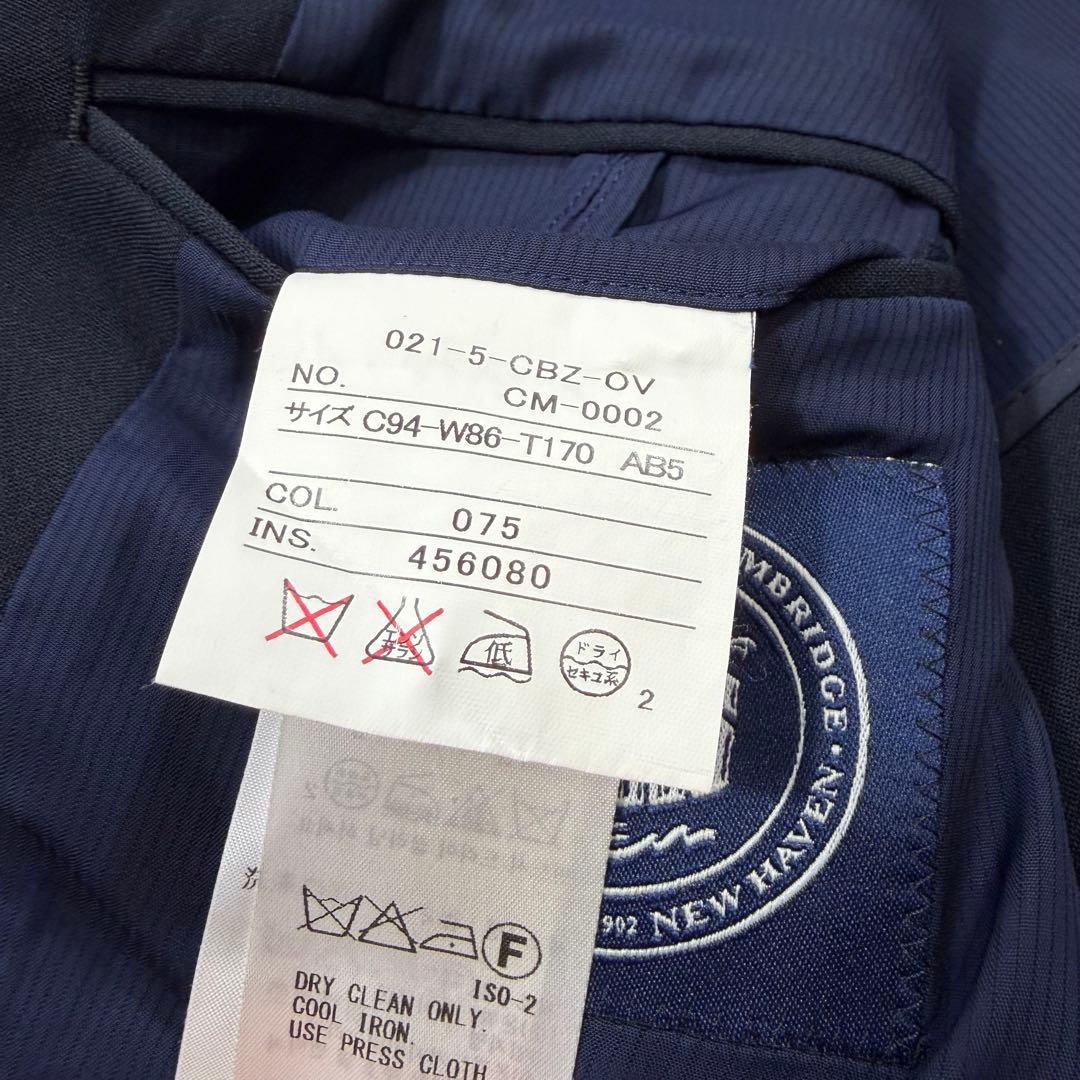 021-5-CBZ-OV
NO. CM-0002
サイズ C94-W86-T170 AB5
COL. 075
INS. 456080
エンソ
サラン
低
ドライ
セキユ系
2
MBRIDGE • NEW HAVEN •
902
F
ISO-2
DRY CLEAN ONLY.
COOL IRON.
USE PRESS CLOTH